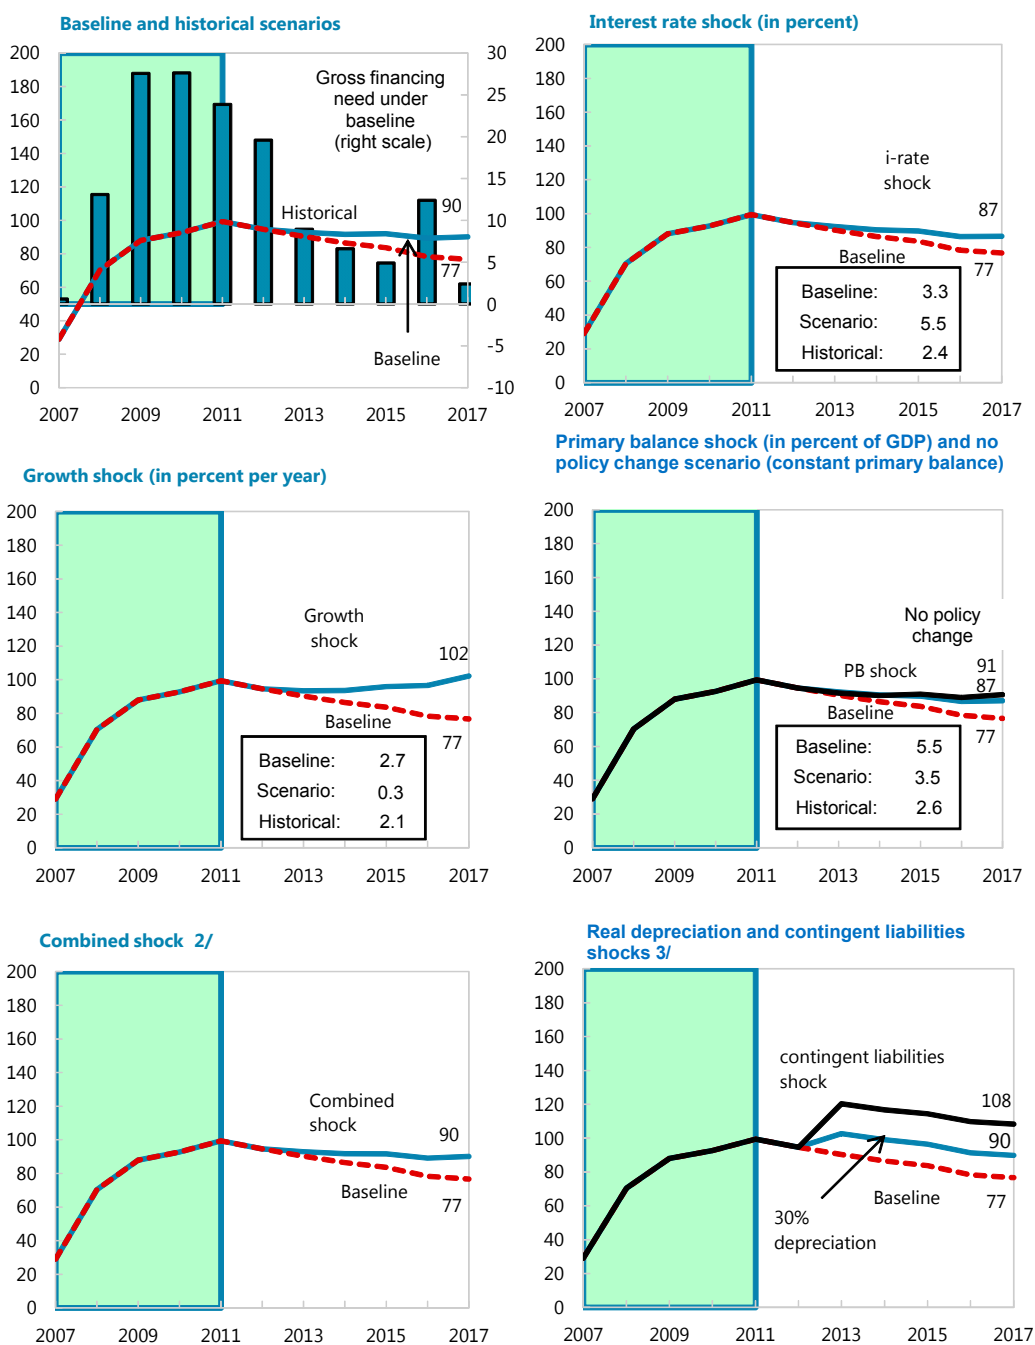 Baseline and historical scenarios
200
180
160
140
120
100
80
60
40
20
0
30
25
20
15
10
5
0
-5
-10
Gross financing
need under
baseline
(right scale)
Historical
90
77
Baseline
2007 2009 2011 2013 2015 2017
Interest rate shock (in percent)
200
180
160
140
120
100
80
60
40
20
0
i-rate
shock
87
Baseline
77
Baseline: 3.3
Scenario: 5.5
Historical: 2.4
2007 2009 2011 2013 2015 2017
Growth shock (in percent per year)
200
180
160
140
120
100
80
60
40
20
0
Growth
shock
102
Baseline
77
Baseline: 2.7
Scenario: 0.3
Historical: 2.1
2007 2009 2011 2013 2015 2017
Primary balance shock (in percent of GDP) and no
policy change scenario (constant primary balance)
200
180
160
140
120
100
80
60
40
20
0
No policy
change
PB shock
91
87
Baseline
77
Baseline: 5.5
Scenario: 3.5
Historical: 2.6
2007 2009 2011 2013 2015 2017
Combined shock 2/
200
180
160
140
120
100
80
60
40
20
0
Combined
shock
90
Baseline
77
2007 2009 2011 2013 2015 2017
Real depreciation and contingent liabilities
shocks 3/
200
180
160
140
120
100
80
60
40
20
0
contingent liabilities
shock
108
90
Baseline
77
30%
depreciation
2007 2009 2011 2013 2015 2017